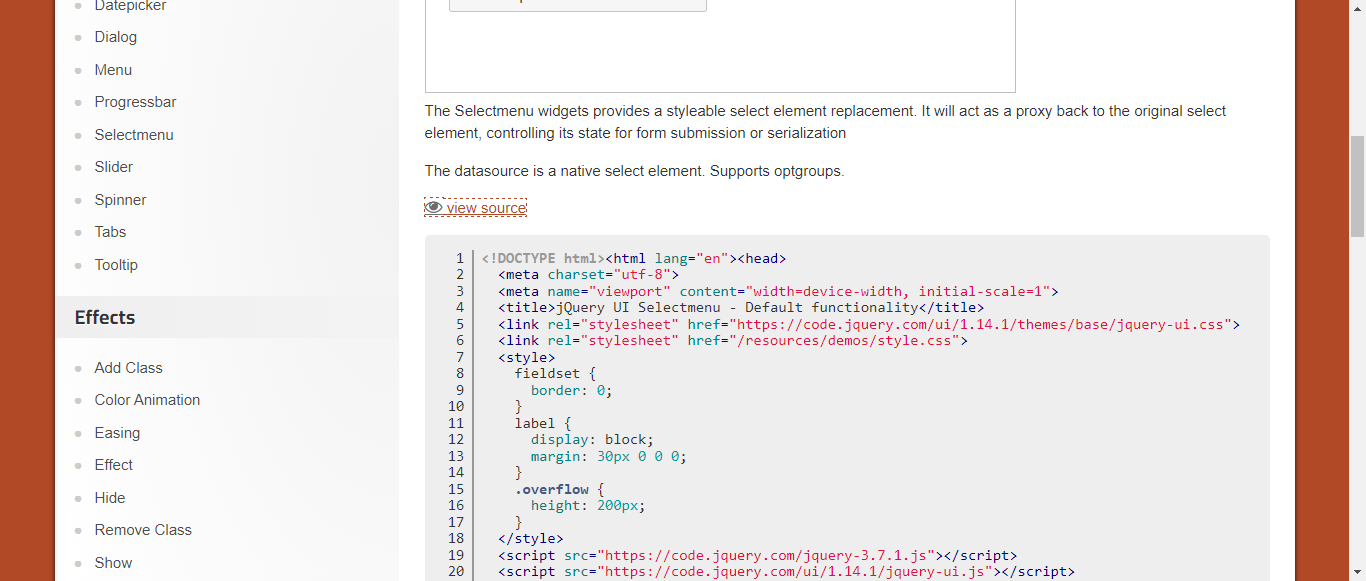 Datepicker
Dialog
Menu
Progressbar
Selectmenu
Slider
Spinner
Tabs
Tooltip
Effects
Add Class
Color Animation
Easing
Effect
Hide
Remove Class
Show
The Selectmenu widgets provides a styleable select element replacement. It will act as a proxy back to the original select
element, controlling its state for form submission or serialization
The datasource is a native select element. Supports optgroups.
view source
1 <!DOCTYPE html><html lang="en"><head>
2   <meta charset="utf-8">
3   <meta name="viewport" content="width=device-width, initial-scale=1">
4   <title>jQuery UI Selectmenu - Default functionality</title>
5   <link rel="stylesheet" href="https://code.jquery.com/ui/1.14.1/themes/base/jquery-ui.css">
6   <link rel="stylesheet" href="/resources/demos/style.css">
7   <style>
8     fieldset {
9       border: 0;
10     }
11     label {
12       display: block;
13       margin: 30px 0 0 0;
14     }
15     .overflow {
16       height: 200px;
17     }
18   </style>
19   <script src="https://code.jquery.com/jquery-3.7.1.js"></script>
20   <script src="https://code.jquery.com/ui/1.14.1/jquery-ui.js"></script>